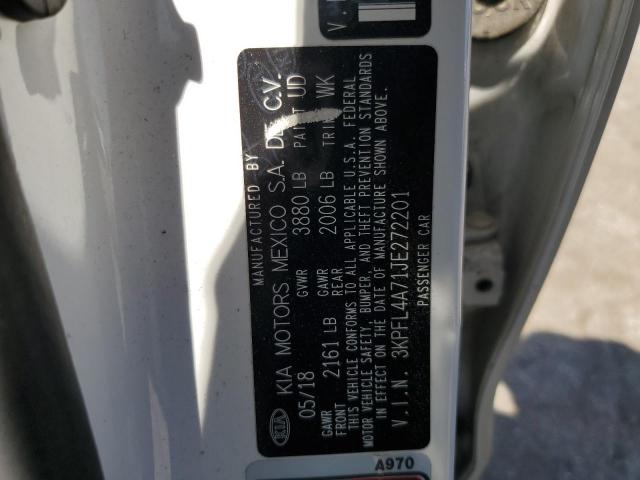 MANUFACTURED BY
KIA KIA MOTORS MEXICO S.A. DE C.V.
05/18 GVWR 3880 LB PAINT UD
GAWR FRONT 2161 LB GAWR REAR 2006 LB TRIM WK
THIS VEHICLE CONFORMS TO ALL APPLICABLE U.S.A. FEDERAL
MOTOR VEHICLE SAFETY, BUMPER, AND THEFT PREVENTION STANDARDS
IN EFFECT ON THE DATE OF MANUFACTURE SHOWN ABOVE.
V.I.N. 3KPFL4A71JE272201
PASSENGER CAR
A970